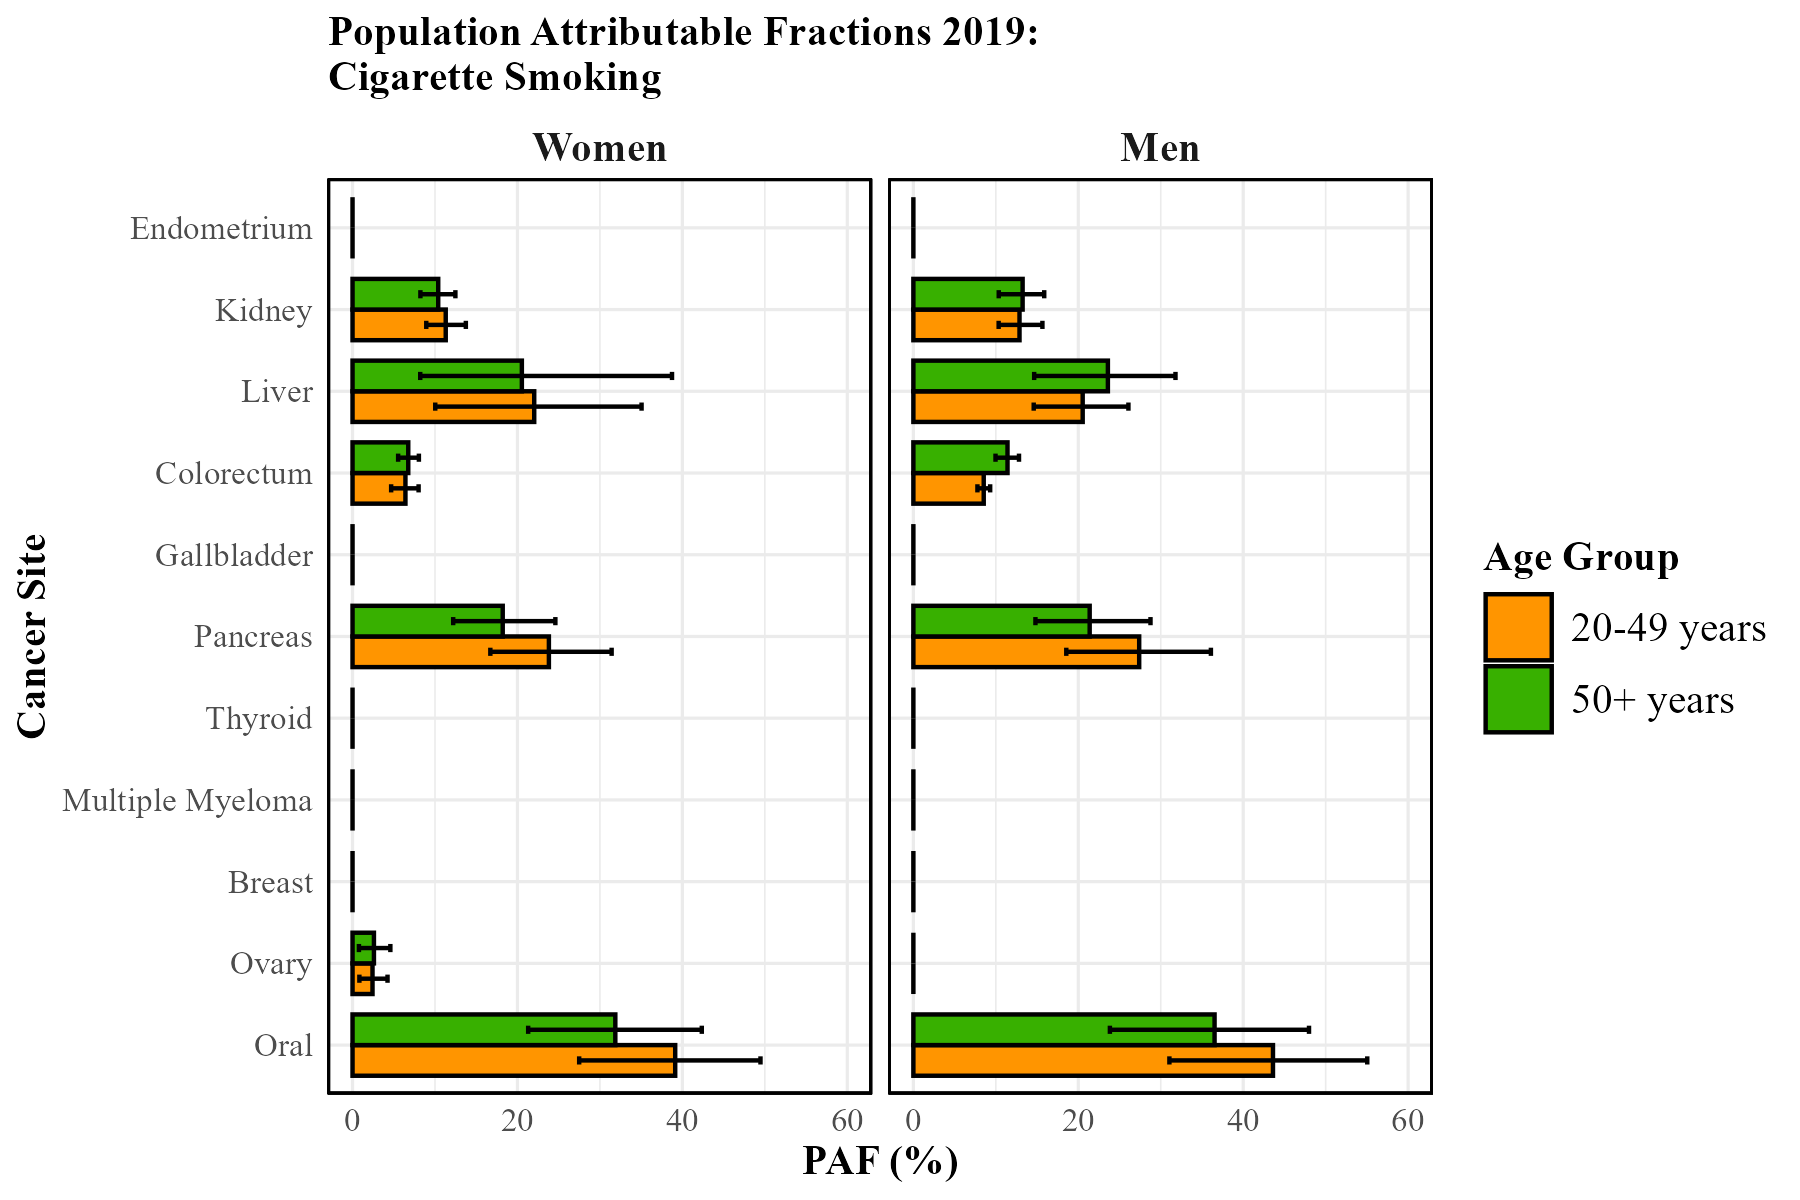 Population Attributable Fractions 2019:
Cigarette Smoking
Women
Men
Cancer Site
Endometrium
Kidney
Liver
Colorectum
Gallbladder
Pancreas
Thyroid
Multiple Myeloma
Breast
Ovary
Oral
0 20 40 60
0 20 40 60
PAF (%)
Age Group
20-49 years
50+ years